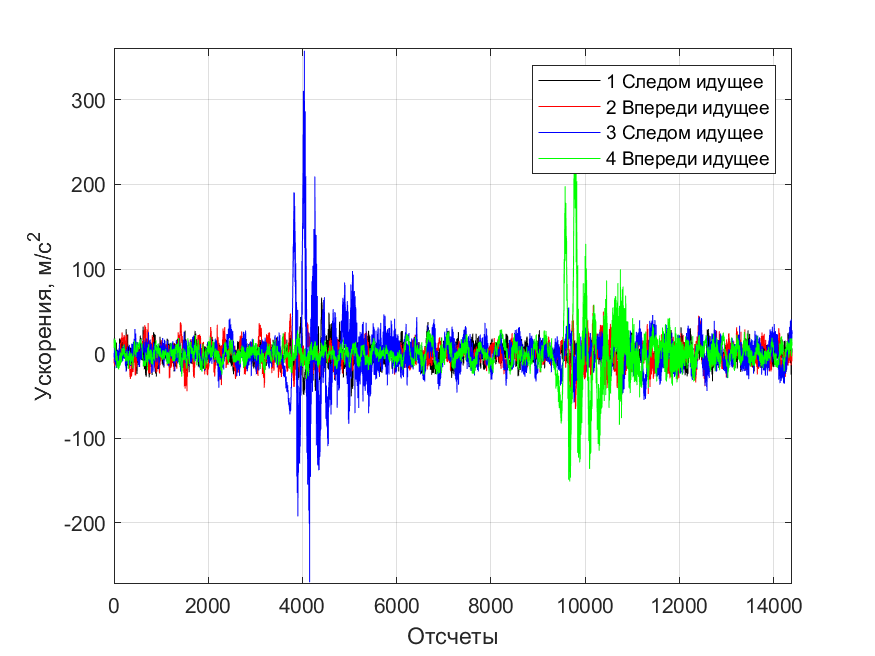 1 Следом идущее
2 Впереди идущее
3 Следом идущее
4 Впереди идущее
300
200
100
0
-100
-200
Ускорения, м/с²
0 2000 4000 6000 8000 10000 12000 14000
Отсчеты